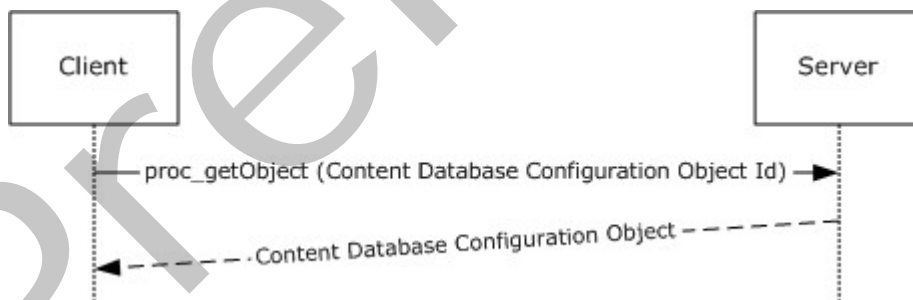 Client
Server
proc_getObject (Content Database Configuration Object Id)
Content Database Configuration Object